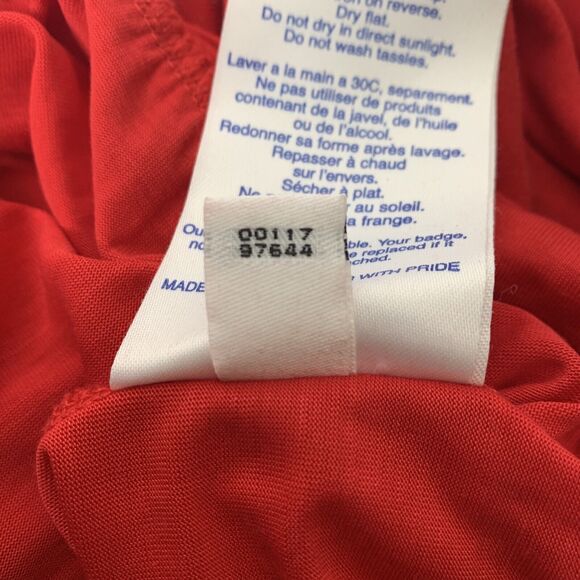 on reverse.
Dry flat.
Do not dry in direct sunlight.
Do not wash tassles.
Laver a la main a 30C, separement.
Ne pas utiliser de produits
contenant de la javel, de l'huile
ou de l'alcool.
Redonner sa forme après lavage.
Repasser à chaud
sur l'envers.
Sécher à plat.
au soleil.
a frange.
Your badge,
replaced if it
MADE WITH PRIDE
00117
97644